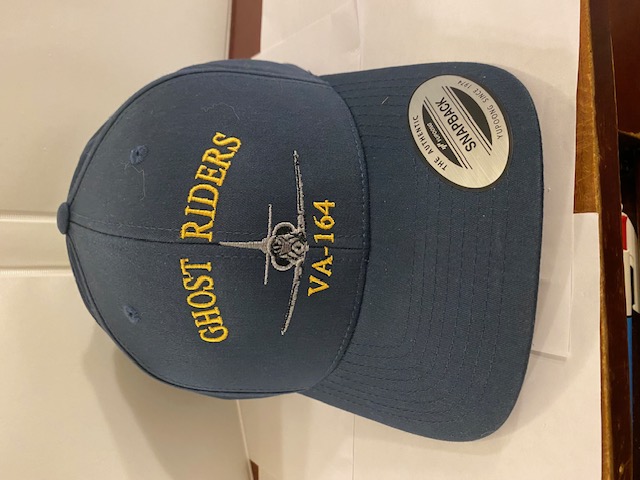 GHOST RIDERS
VA-164
THE AUTHENTIC
SNAPBACK
YUPOONG SINCE 1974